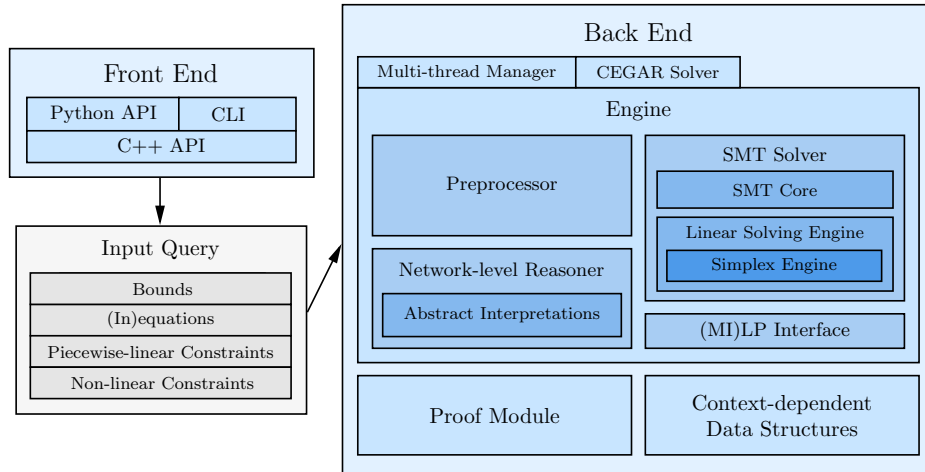 Front End
Python API
CLI
C++ API
Input Query
Bounds
(In)equations
Piecewise-linear Constraints
Non-linear Constraints
Back End
Multi-thread Manager
CEGAR Solver
Engine
Preprocessor
Network-level Reasoner
Abstract Interpretations
SMT Solver
SMT Core
Linear Solving Engine
Simplex Engine
(MI)LP Interface
Proof Module
Context-dependent
Data Structures